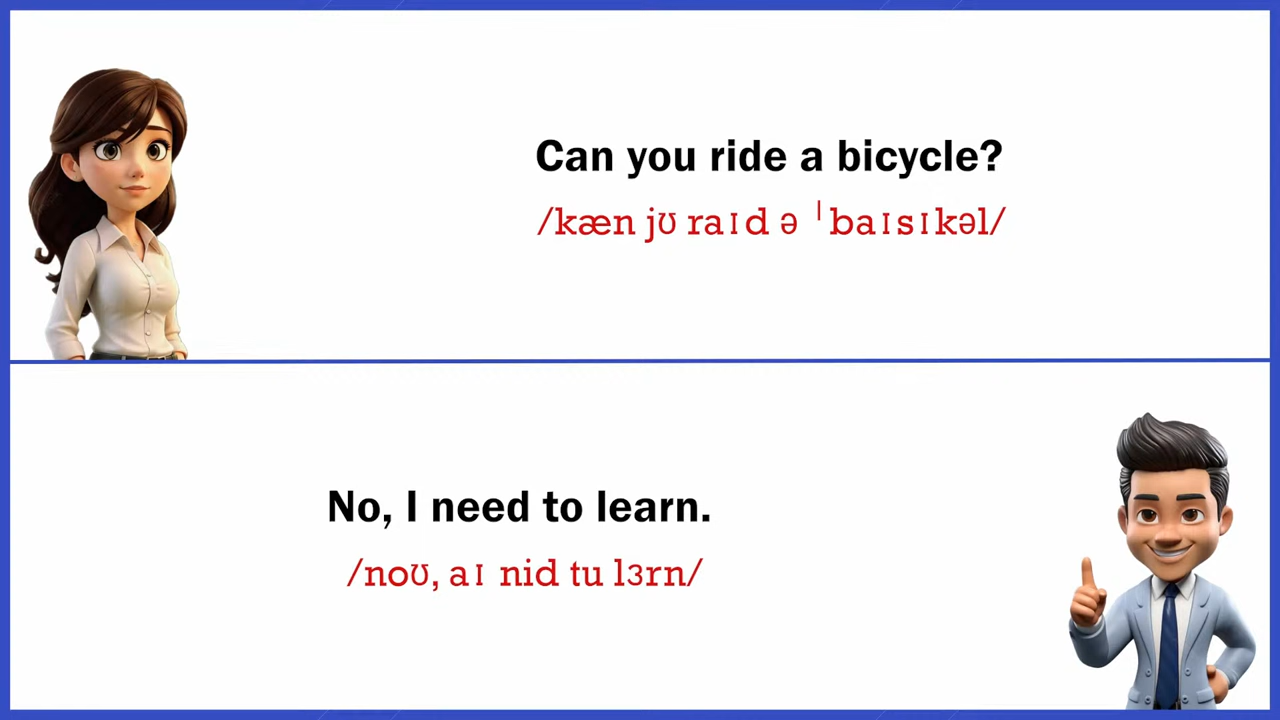 Can you ride a bicycle?
/kæn jʊ raɪd ə ˈbaɪsɪkəl/
No, I need to learn.
/noʊ, aɪ nid tu lɜrn/